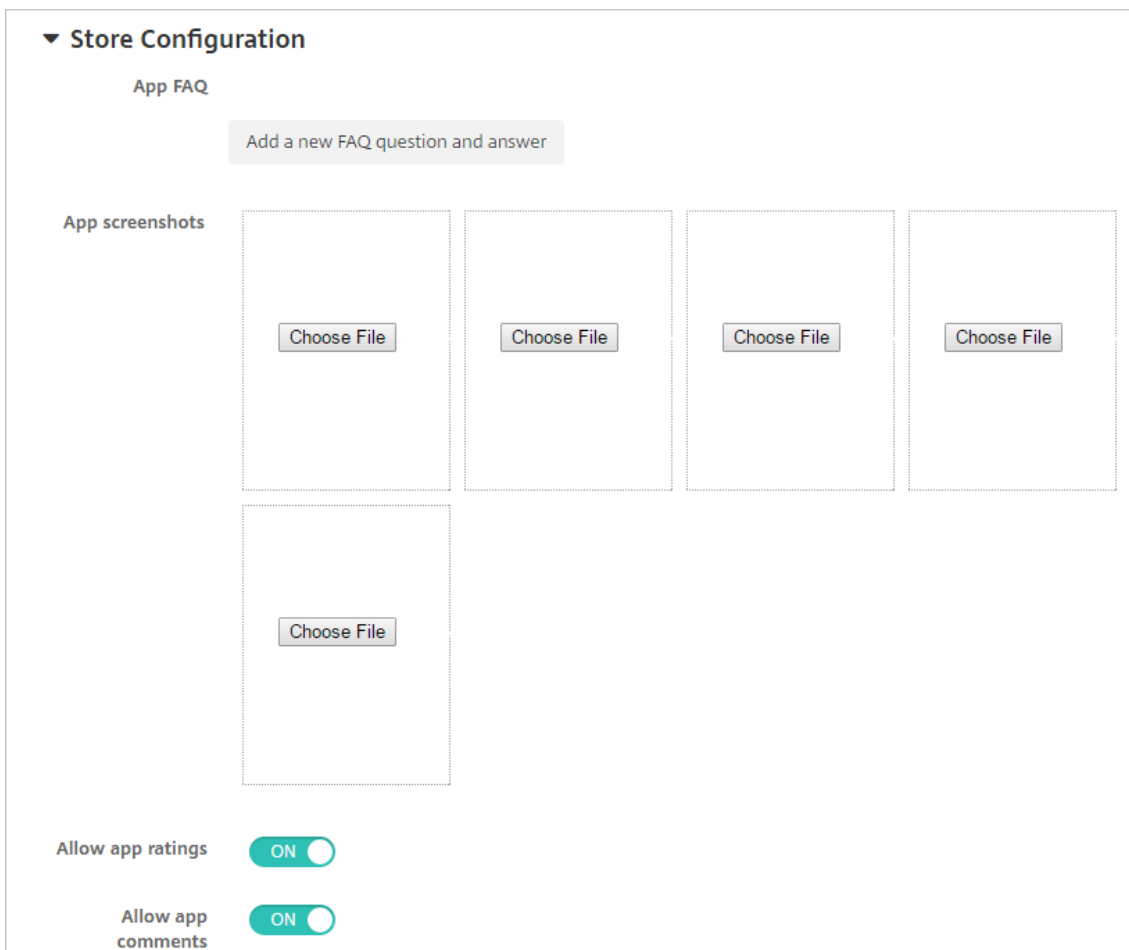 Store Configuration
App FAQ
Add a new FAQ question and answer
App screenshots
Choose File
Choose File
Choose File
Choose File
Choose File
Allow app ratings
ON
Allow app
comments
ON